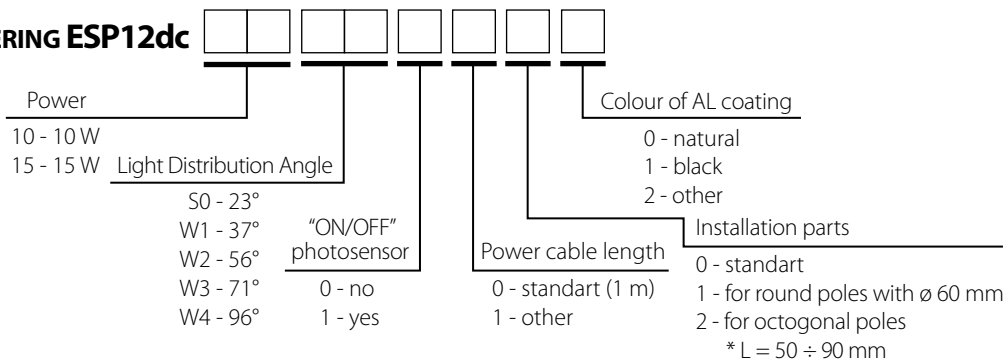 ERING ESP12dc
Power
10 - 10 W
15 - 15 W
Light Distribution Angle
S0 - 23°
W1 - 37°
W2 - 56°
W3 - 71°
W4 - 96°
"ON/OFF"
photosensor
0 - no
1 - yes
Power cable length
0 - standart (1 m)
1 - other
Colour of AL coating
0 - natural
1 - black
2 - other
Installation parts
0 - standart
1 - for round poles with ø 60 mm
2 - for octogonal poles
* L = 50 ÷ 90 mm